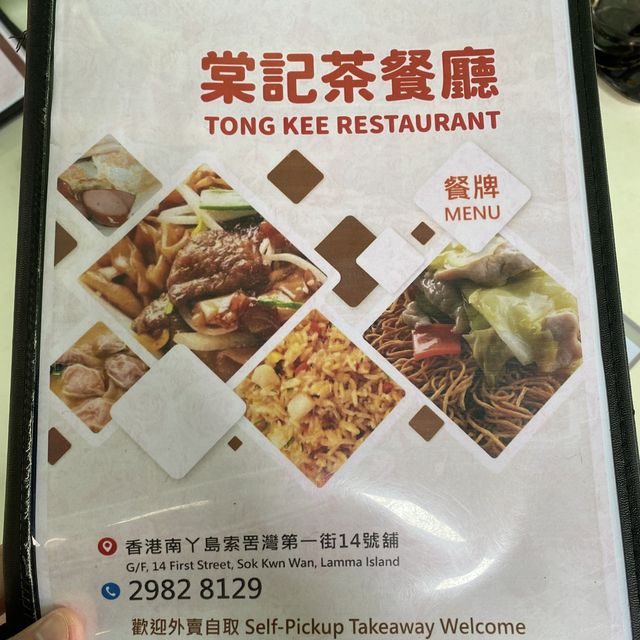 棠記茶餐廳
TONG KEE RESTAURANT
餐牌
MENU
香港南丫島索罟灣第一街14號舖
G/F, 14 First Street, Sok Kwn Wan, Lamma Island
2982 8129
歡迎外賣自取 Self-Pickup Takeaway Welcome